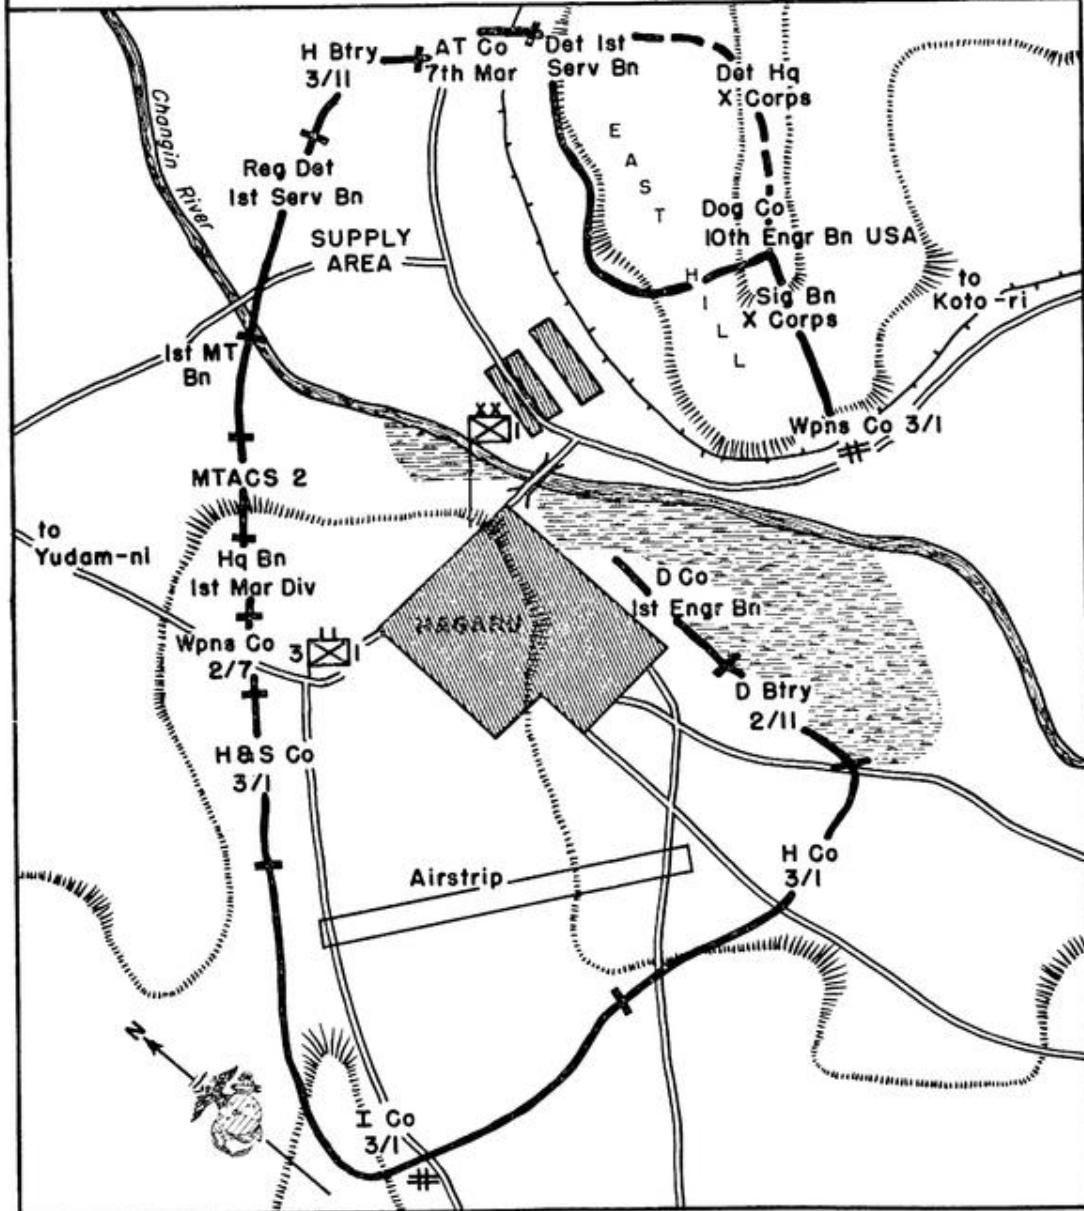 H Btry
3/11
AT Co
7th Mar
Det 1st
Serv Bn
Det Hq
X Corps
Changin River
EAST
HILL
Reg Det
1st Serv Bn
SUPPLY
AREA
Dog Co
10th Engr Bn USA
Sig Bn
X Corps
to
Koto-ri
1st MT
Bn
XX
1
Wpns Co 3/1
MTACS 2
to
Yudam-ni
Hq Bn
1st Mar Div
D Co
1st Engr Bn
HAGARU
Wpns Co
2/7
3
1
D Btry
2/11
H & S Co
3/1
H Co
3/1
Airstrip
N
I Co
3/1